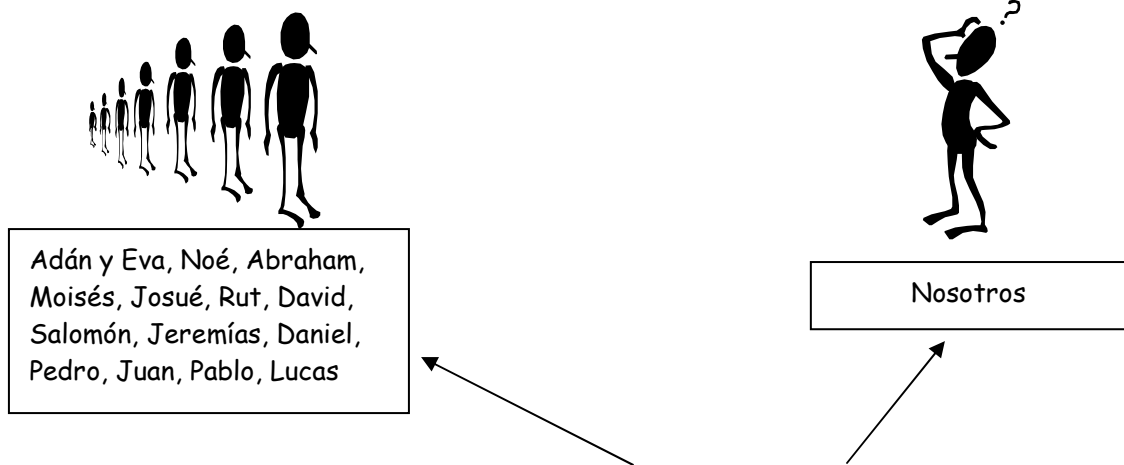 ?
Adán y Eva, Noé, Abraham,
Moisés, Josué, Rut, David,
Salomón, Jeremías, Daniel,
Pedro, Juan, Pablo, Lucas
Nosotros